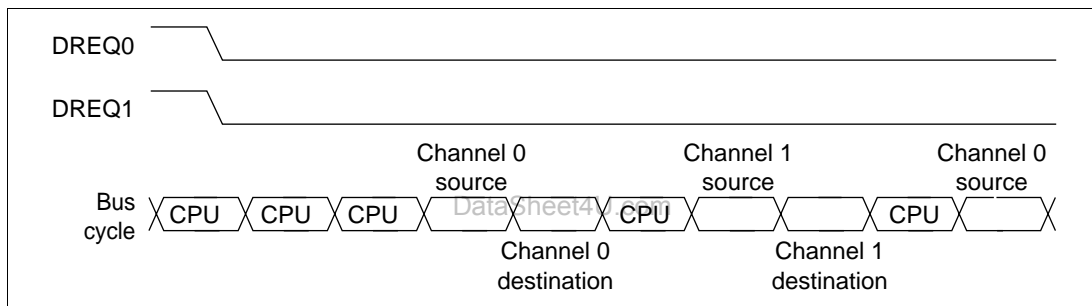 DREQ0
DREQ1
Channel 0
source
Channel 1
source
Channel 0
source
Bus
cycle
CPU CPU CPU CPU CPU
DataSheet4U.com
Channel 0
destination
Channel 1
destination